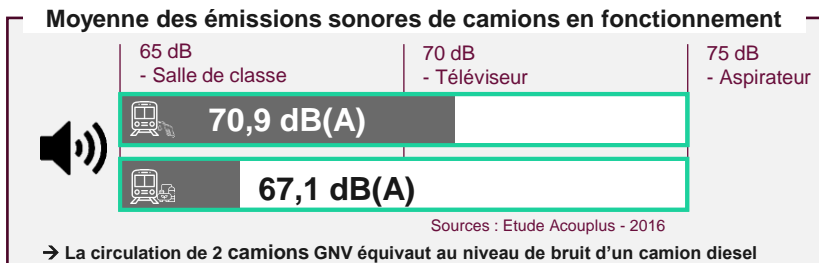 Moyenne des émissions sonores de camions en fonctionnement
65 dB
- Salle de classe
70 dB
- Téléviseur
75 dB
- Aspirateur
70,9 dB(A)
67,1 dB(A)
Sources : Etude Acouplus - 2016
→ La circulation de 2 camions GNV équivaut au niveau de bruit d'un camion diesel